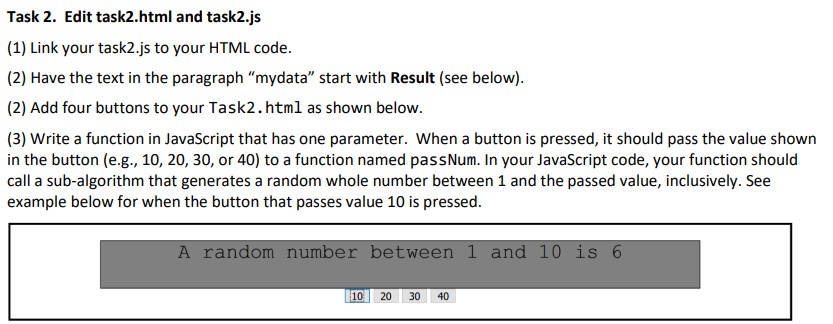 Task 2. Edit task2.html and task2.js
(1) Link your task2.js to your HTML code.
(2) Have the text in the paragraph “mydata” start with Result (see below).
(2) Add four buttons to your Task2.html as shown below.
(3) Write a function in JavaScript that has one parameter. When a button is pressed, it should pass the value shown
in the button (e.g., 10, 20, 30, or 40) to a function named passNum. In your JavaScript code, your function should
call a sub-algorithm that generates a random whole number between 1 and the passed value, inclusively. See
example below for when the button that passes value 10 is pressed.
A random number between 1 and 10 is 6
10 20 30 40